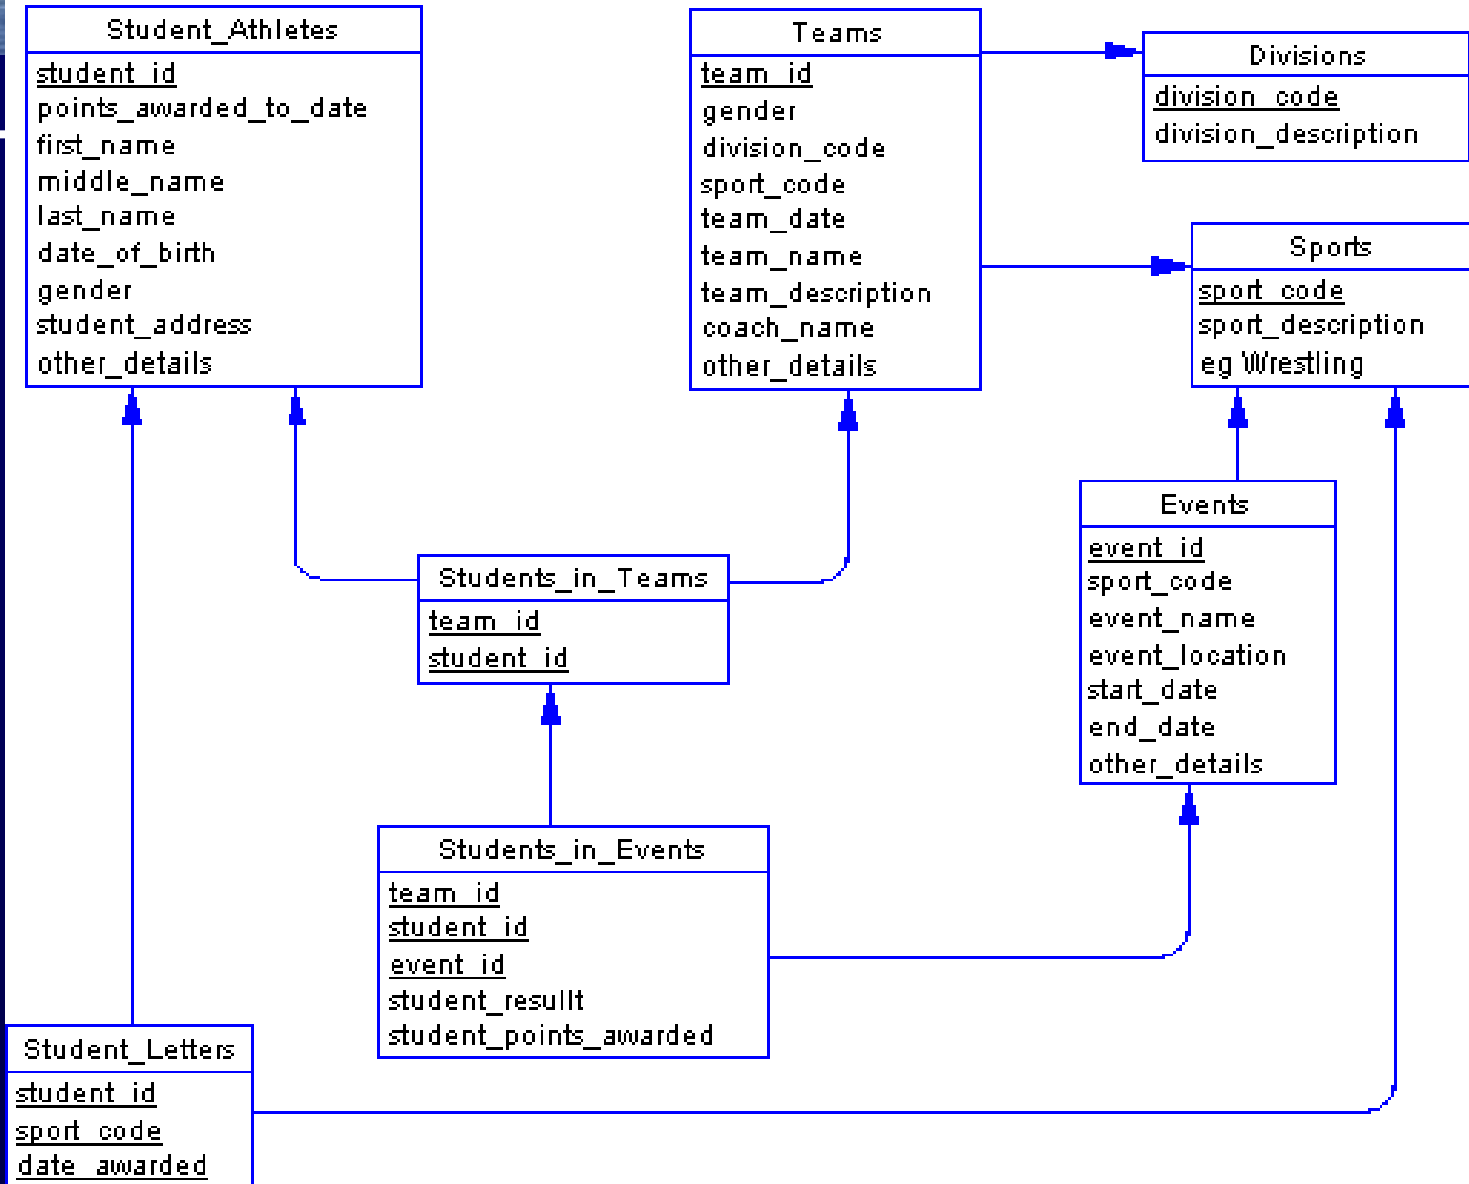 Student_Athletes
student_id
points_awarded_to_date
first_name
middle_name
last_name
date_of_birth
gender
student_address
other_details
Teams
team_id
gender
division_code
sport_code
team_date
team_name
team_description
coach_name
other_details
Divisions
division_code
division_description
Sports
sport_code
sport_description
eg Wrestling
Students_in_Teams
team_id
student_id
Events
event_id
sport_code
event_name
event_location
start_date
end_date
other_details
Students_in_Events
team_id
student_id
event_id
student_resullt
student_points_awarded
Student_Letters
student_id
sport_code
date_awarded